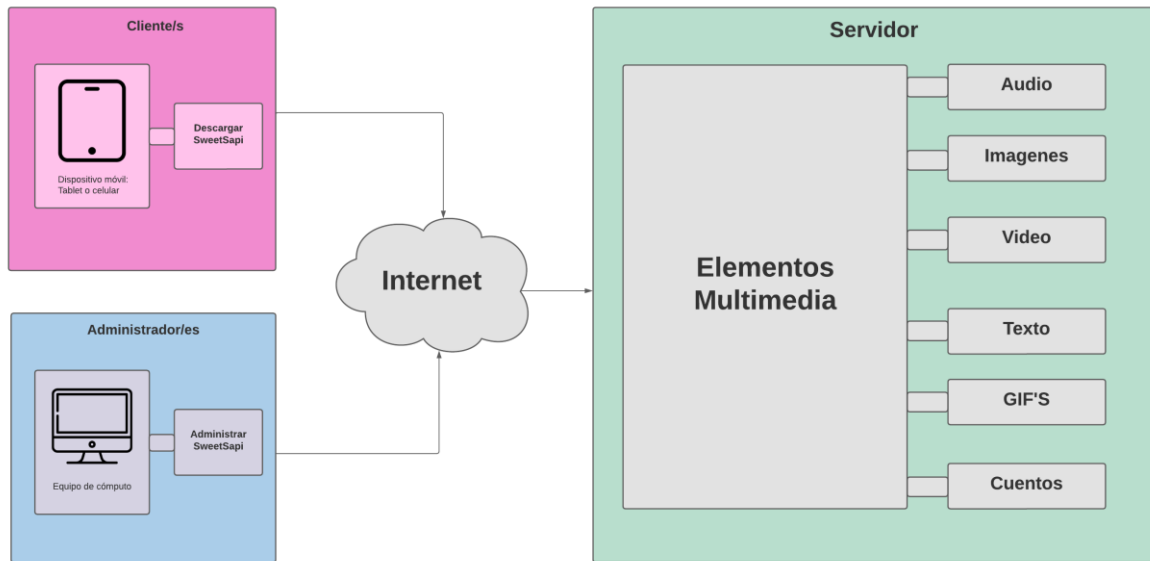 Cliente/s
Dispositivo móvil:
Tablet o celular
Descargar
SweetSapi
Administrador/es
Equipo de cómputo
Administrar
SweetSapi
Internet
Servidor
Elementos
Multimedia
Audio
Imagenes
Video
Texto
GIF'S
Cuentos